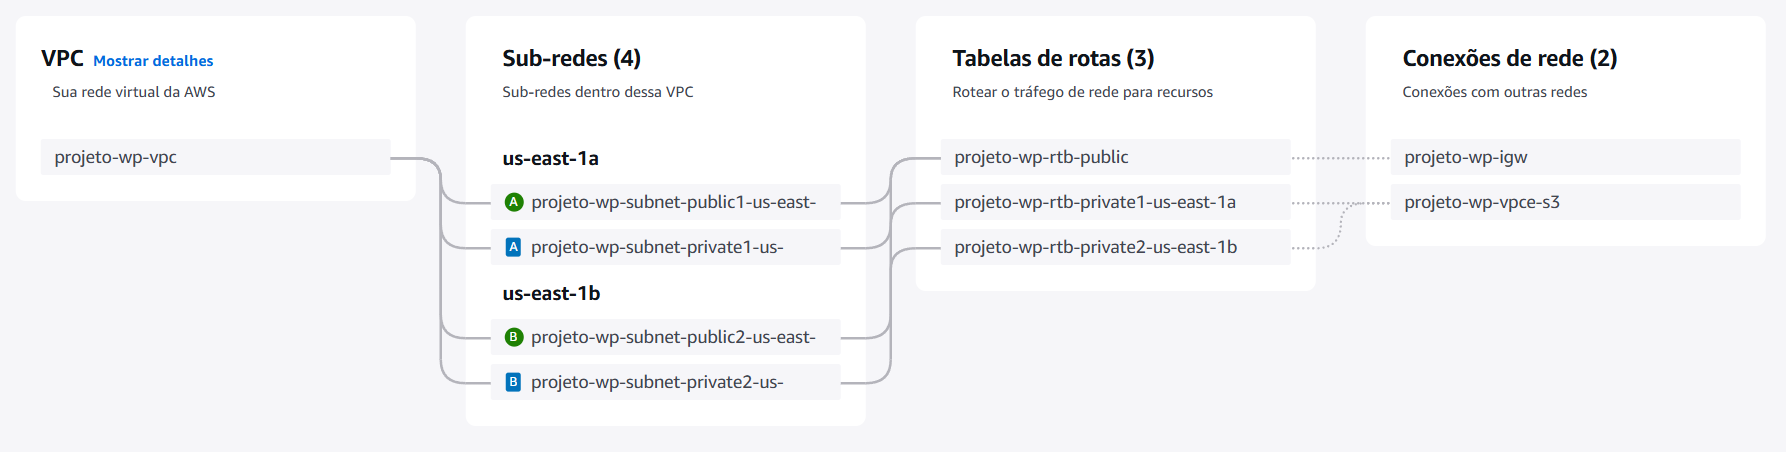 VPC Mostrar detalhes
Sua rede virtual da AWS
projeto-wp-vpc
Sub-redes (4)
Sub-redes dentro dessa VPC
us-east-1a
A projeto-wp-subnet-public1-us-east-
A projeto-wp-subnet-private1-us-
us-east-1b
B projeto-wp-subnet-public2-us-east-
B projeto-wp-subnet-private2-us-
Tabelas de rotas (3)
Rotear o tráfego de rede para recursos
projeto-wp-rtb-public
projeto-wp-rtb-private1-us-east-1a
projeto-wp-rtb-private2-us-east-1b
Conexões de rede (2)
Conexões com outras redes
projeto-wp-igw
projeto-wp-vpce-s3